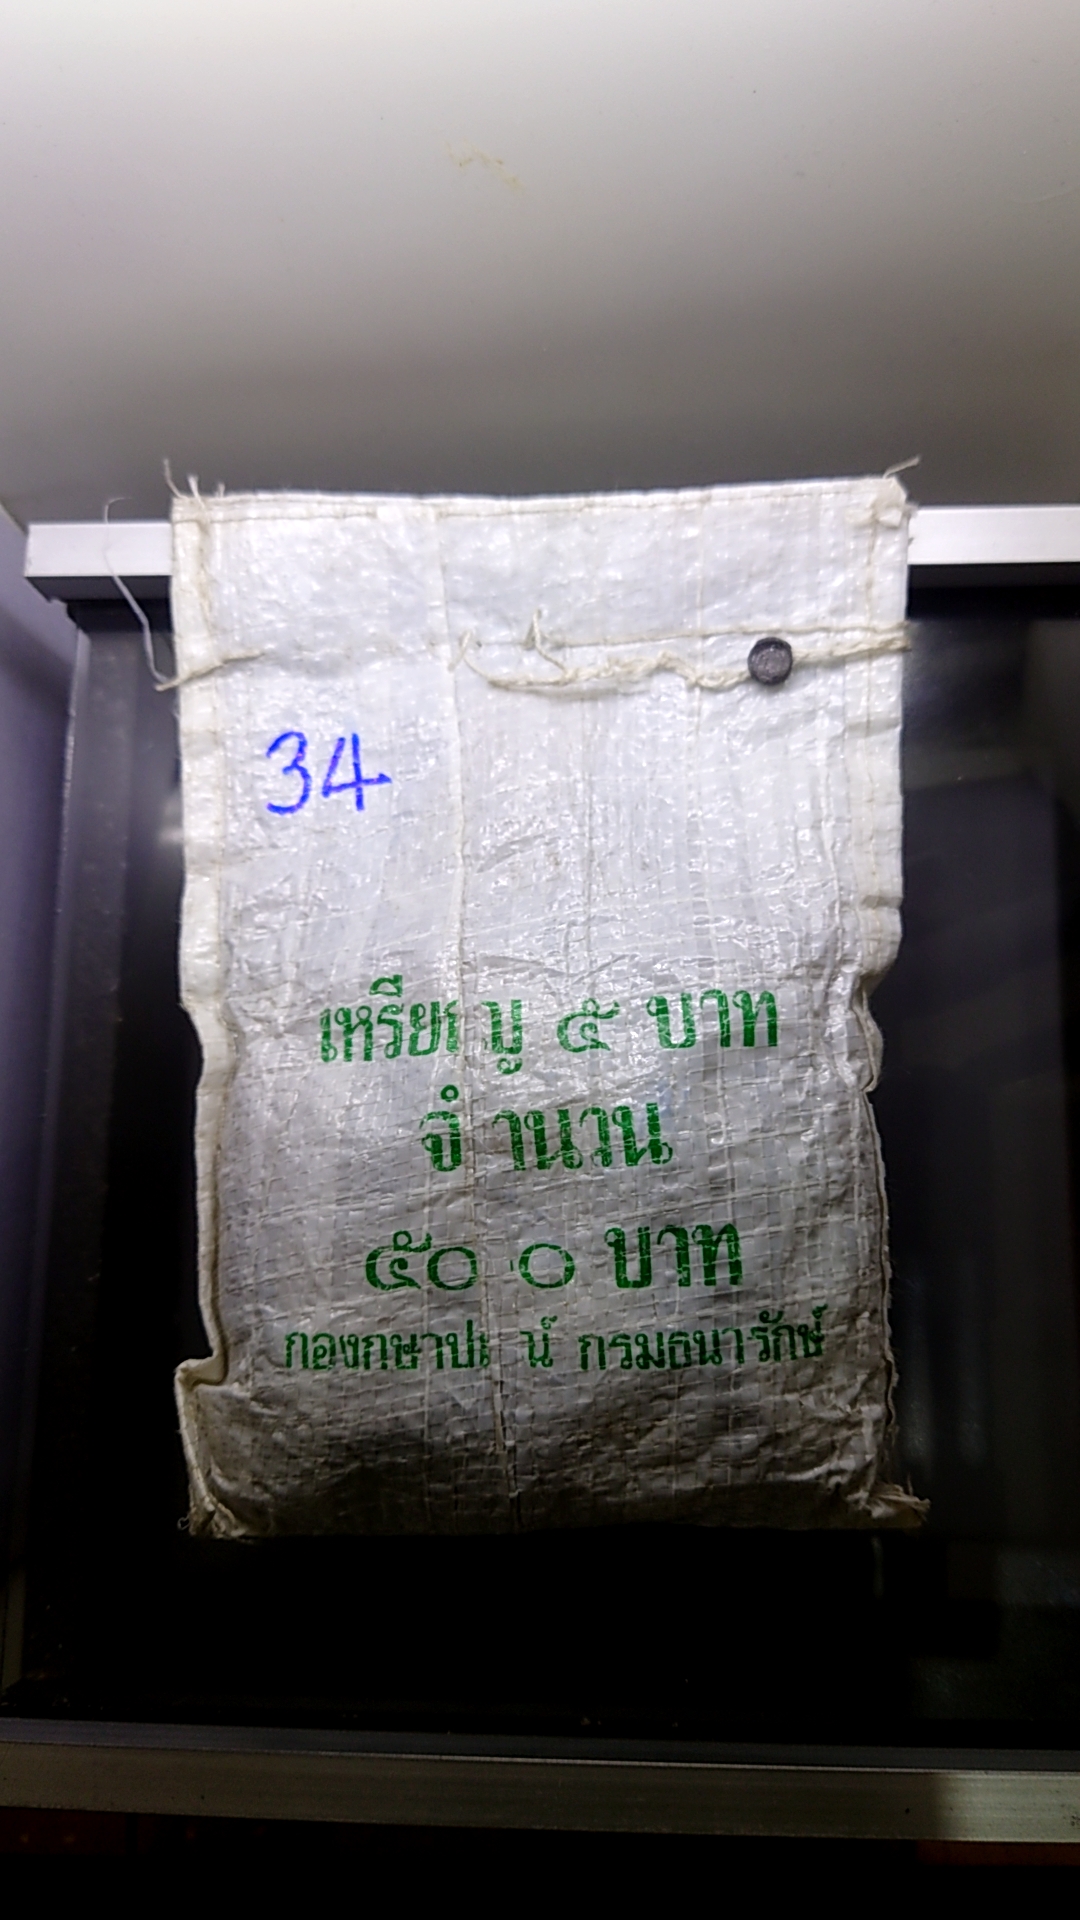 34
เหรียญ ๕ บาท
จำนวน
๕๐๐ บาท
กองกษาปณ์ กรมธนารักษ์